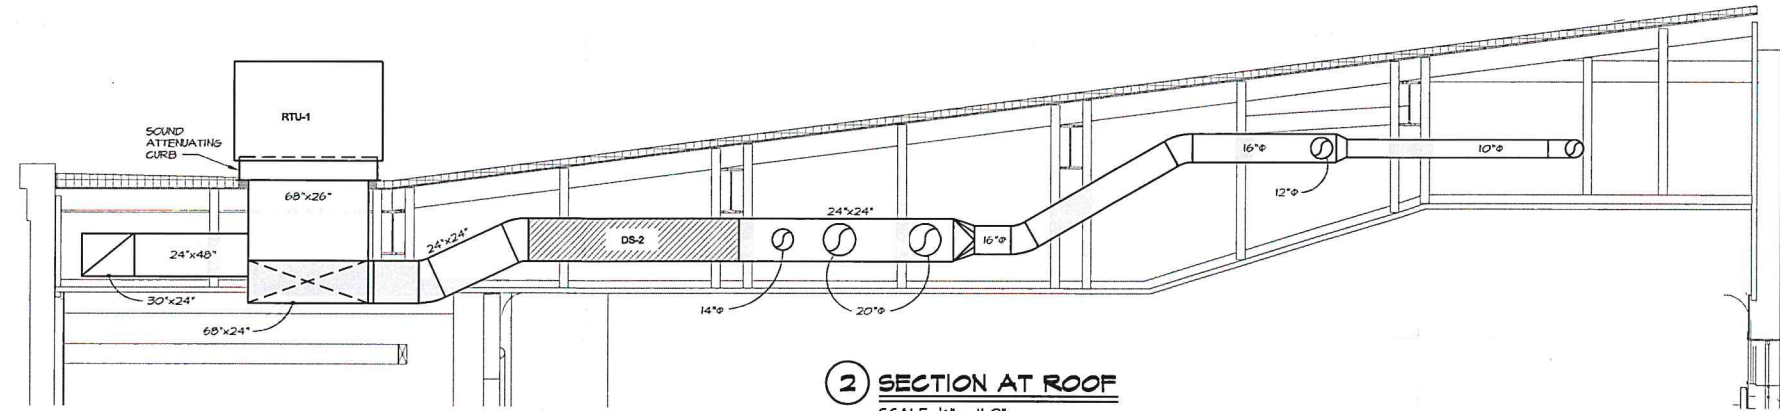 RTU-1
SOUND
ATTENUATING
CURB
68"x26"
24"x48"
30"x24"
68"x24"
24"x24"
DS-2
24"x24"
14"Φ
20"Φ
16"Φ
16"Φ
12"Φ
10"Φ
2 SECTION AT ROOF